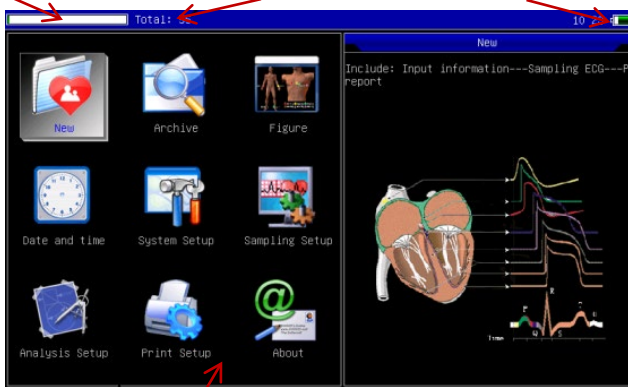 Total:
New
Include: Input information---Sampling ECG---P
report
New
Archive
Figure
Date and time
System Setup
Sampling Setup
Analysis Setup
Print Setup
About
P
R
Q
S
Time